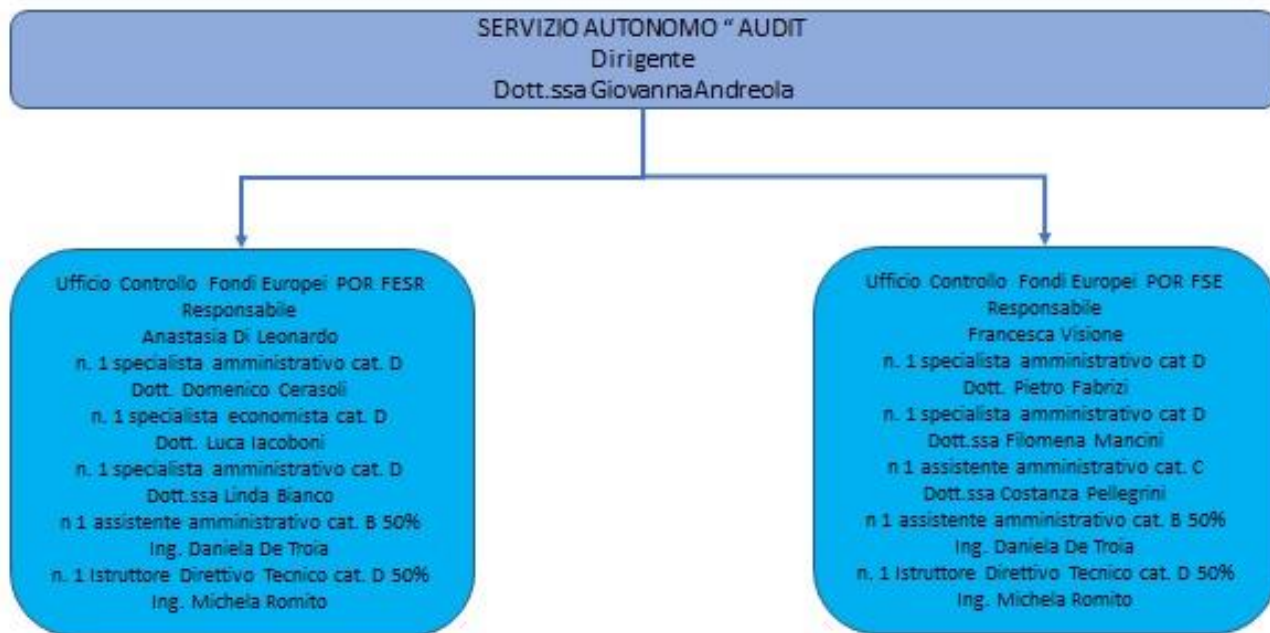 SERVIZIO AUTONOMO “ AUDIT
Dirigente
Dott.ssa GiovannaAndreola
Ufficio Controllo Fondi Europei POR FESR
Responsabile
Anastasia Di Leonardo
n. 1 specialista amministrativo cat. D
Dott. Domenico Cerasoli
n. 1 specialista economista cat. D
Dott. Luca Iacoboni
n. 1 specialista amministrativo cat. D
Dott.ssa Linda Bianco
n 1 assistente amministrativo cat. B 50%
Ing. Daniela De Troia
n. 1 Istruttore Direttivo Tecnico cat. D 50%
Ing. Michela Romito
Ufficio Controllo Fondi Europei POR FSE
Responsabile
Francesca Visione
n. 1 specialista amministrativo cat D
Dott. Pietro Fabrizi
n. 1 specialista amministrativo cat D
Dott.ssa Filomena Mancini
n 1 assistente amministrativo cat. C
Dott.ssa Costanza Pellegrini
n 1 assistente amministrativo cat. B 50%
Ing. Daniela De Troia
n. 1 Istruttore Direttivo Tecnico cat. D 50%
Ing. Michela Romito